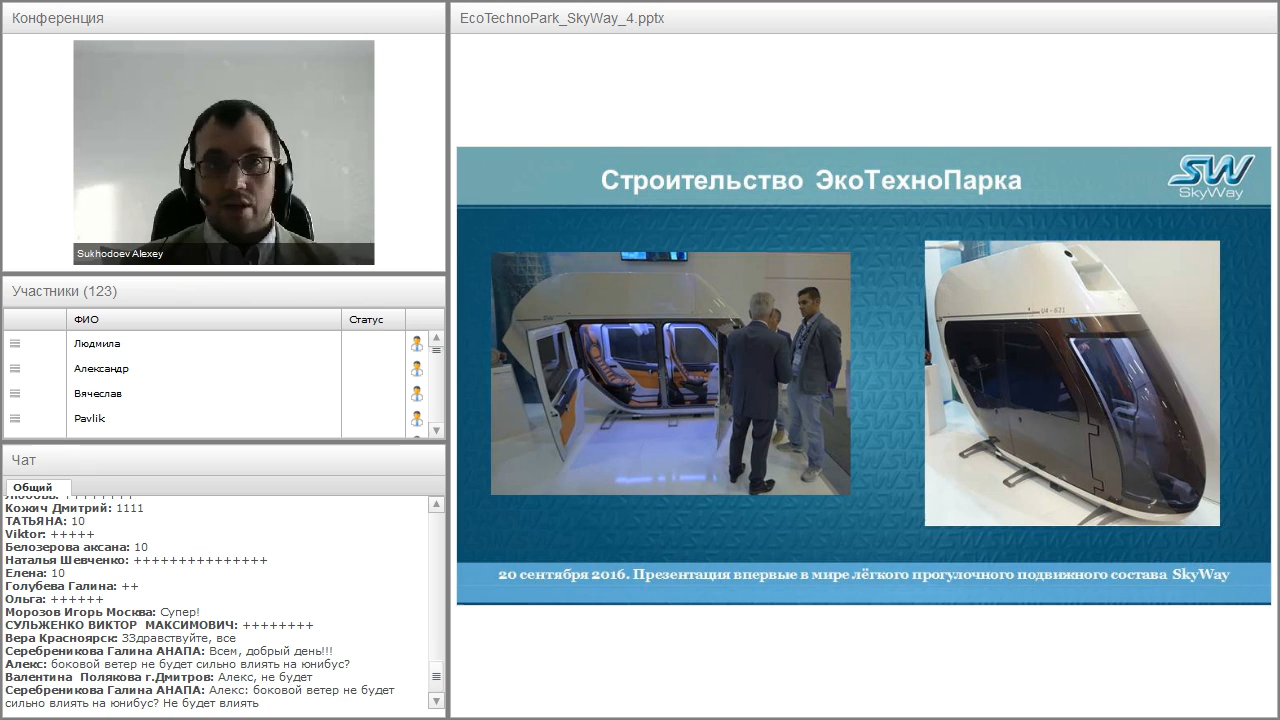 Конференция
Sukhodoev Alexey
Участники (123)
ФИО
Статус
Людмила
Александр
Вячеслав
Pavlik
Чат
Общий
Кожич Дмитрий: 1111
ТАТЬЯНА: 10
Viktor: +++++
Белозерова аксана: 10
Наталья Шевченко: +++++++++++++++
Елена: 10
Голубева Галина: ++
Ольга: ++++++
Морозов Игорь Москва: Супер!
СУЛЬЖЕНКО ВИКТОР МАКСИМОВИЧ: ++++++++
Вера Красноярск: ЗЗдравствуйте, все
Серебреникова Галина АНАПА: Всем, добрый день!!!
Алекс: боковой ветер не будет сильно влиять на юнибус?
Валентина Полякова г.Дмитров: Алекс, не будет
Серебреникова Галина АНАПА: Алекс: боковой ветер не будет
сильно влиять на юнибус? Не будет влиять
EcoTechnoPark_SkyWay_4.pptx
Строительство ЭкоТехноПарка
SW
SkyWay
U4-621
20 сентября 2016. Презентация впервые в мире лёгкого прогулочного подвижного состава SkyWay